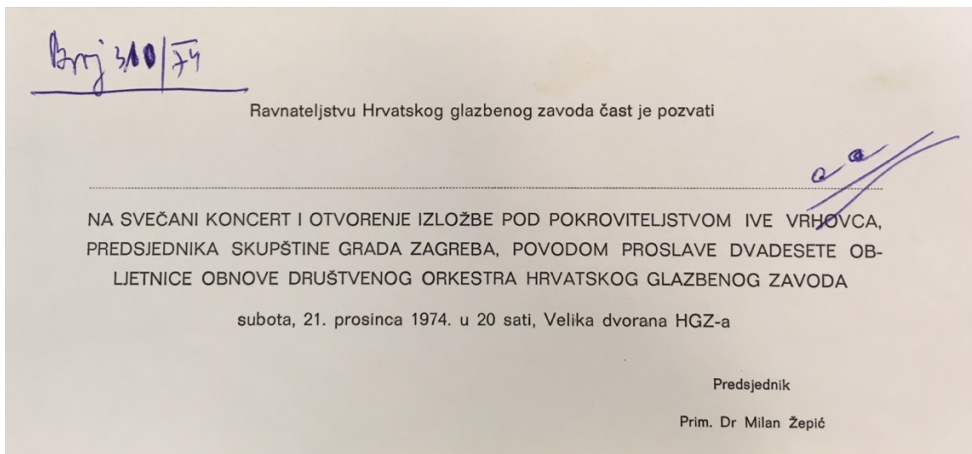 Broj 310/74
Ravnateljstvu Hrvatskog glazbenog zavoda čast je pozvati
a a
NA SVEČANI KONCERT I OTVORENJE IZLOŽBE POD POKROVITELJSTVOM IVE VRHOVCA,
PREDSJEDNIKA SKUPŠTINE GRADA ZAGREBA, POVODOM PROSLAVE DVADESETE OB-
LJETNICE OBNOVE DRUŠTVENOG ORKESTRA HRVATSKOG GLAZBENOG ZAVODA
subota, 21. prosinca 1974. u 20 sati, Velika dvorana HGZ-a
Predsjednik
Prim. Dr Milan Žepić